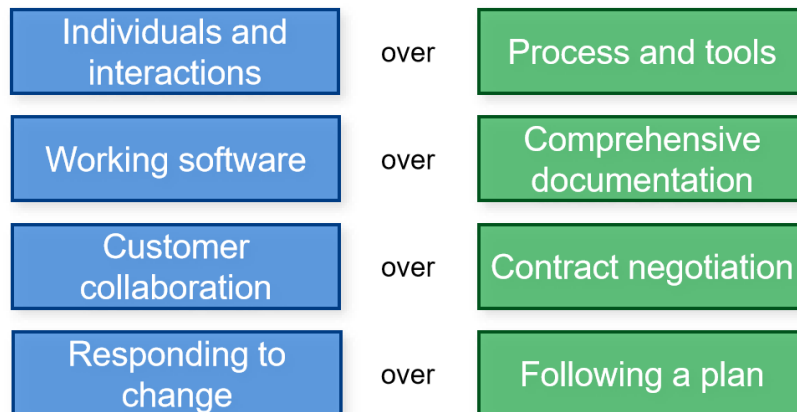 Individuals and
interactions
over
Process and tools
Working software
over
Comprehensive
documentation
Customer
collaboration
over
Contract negotiation
Responding to
change
over
Following a plan